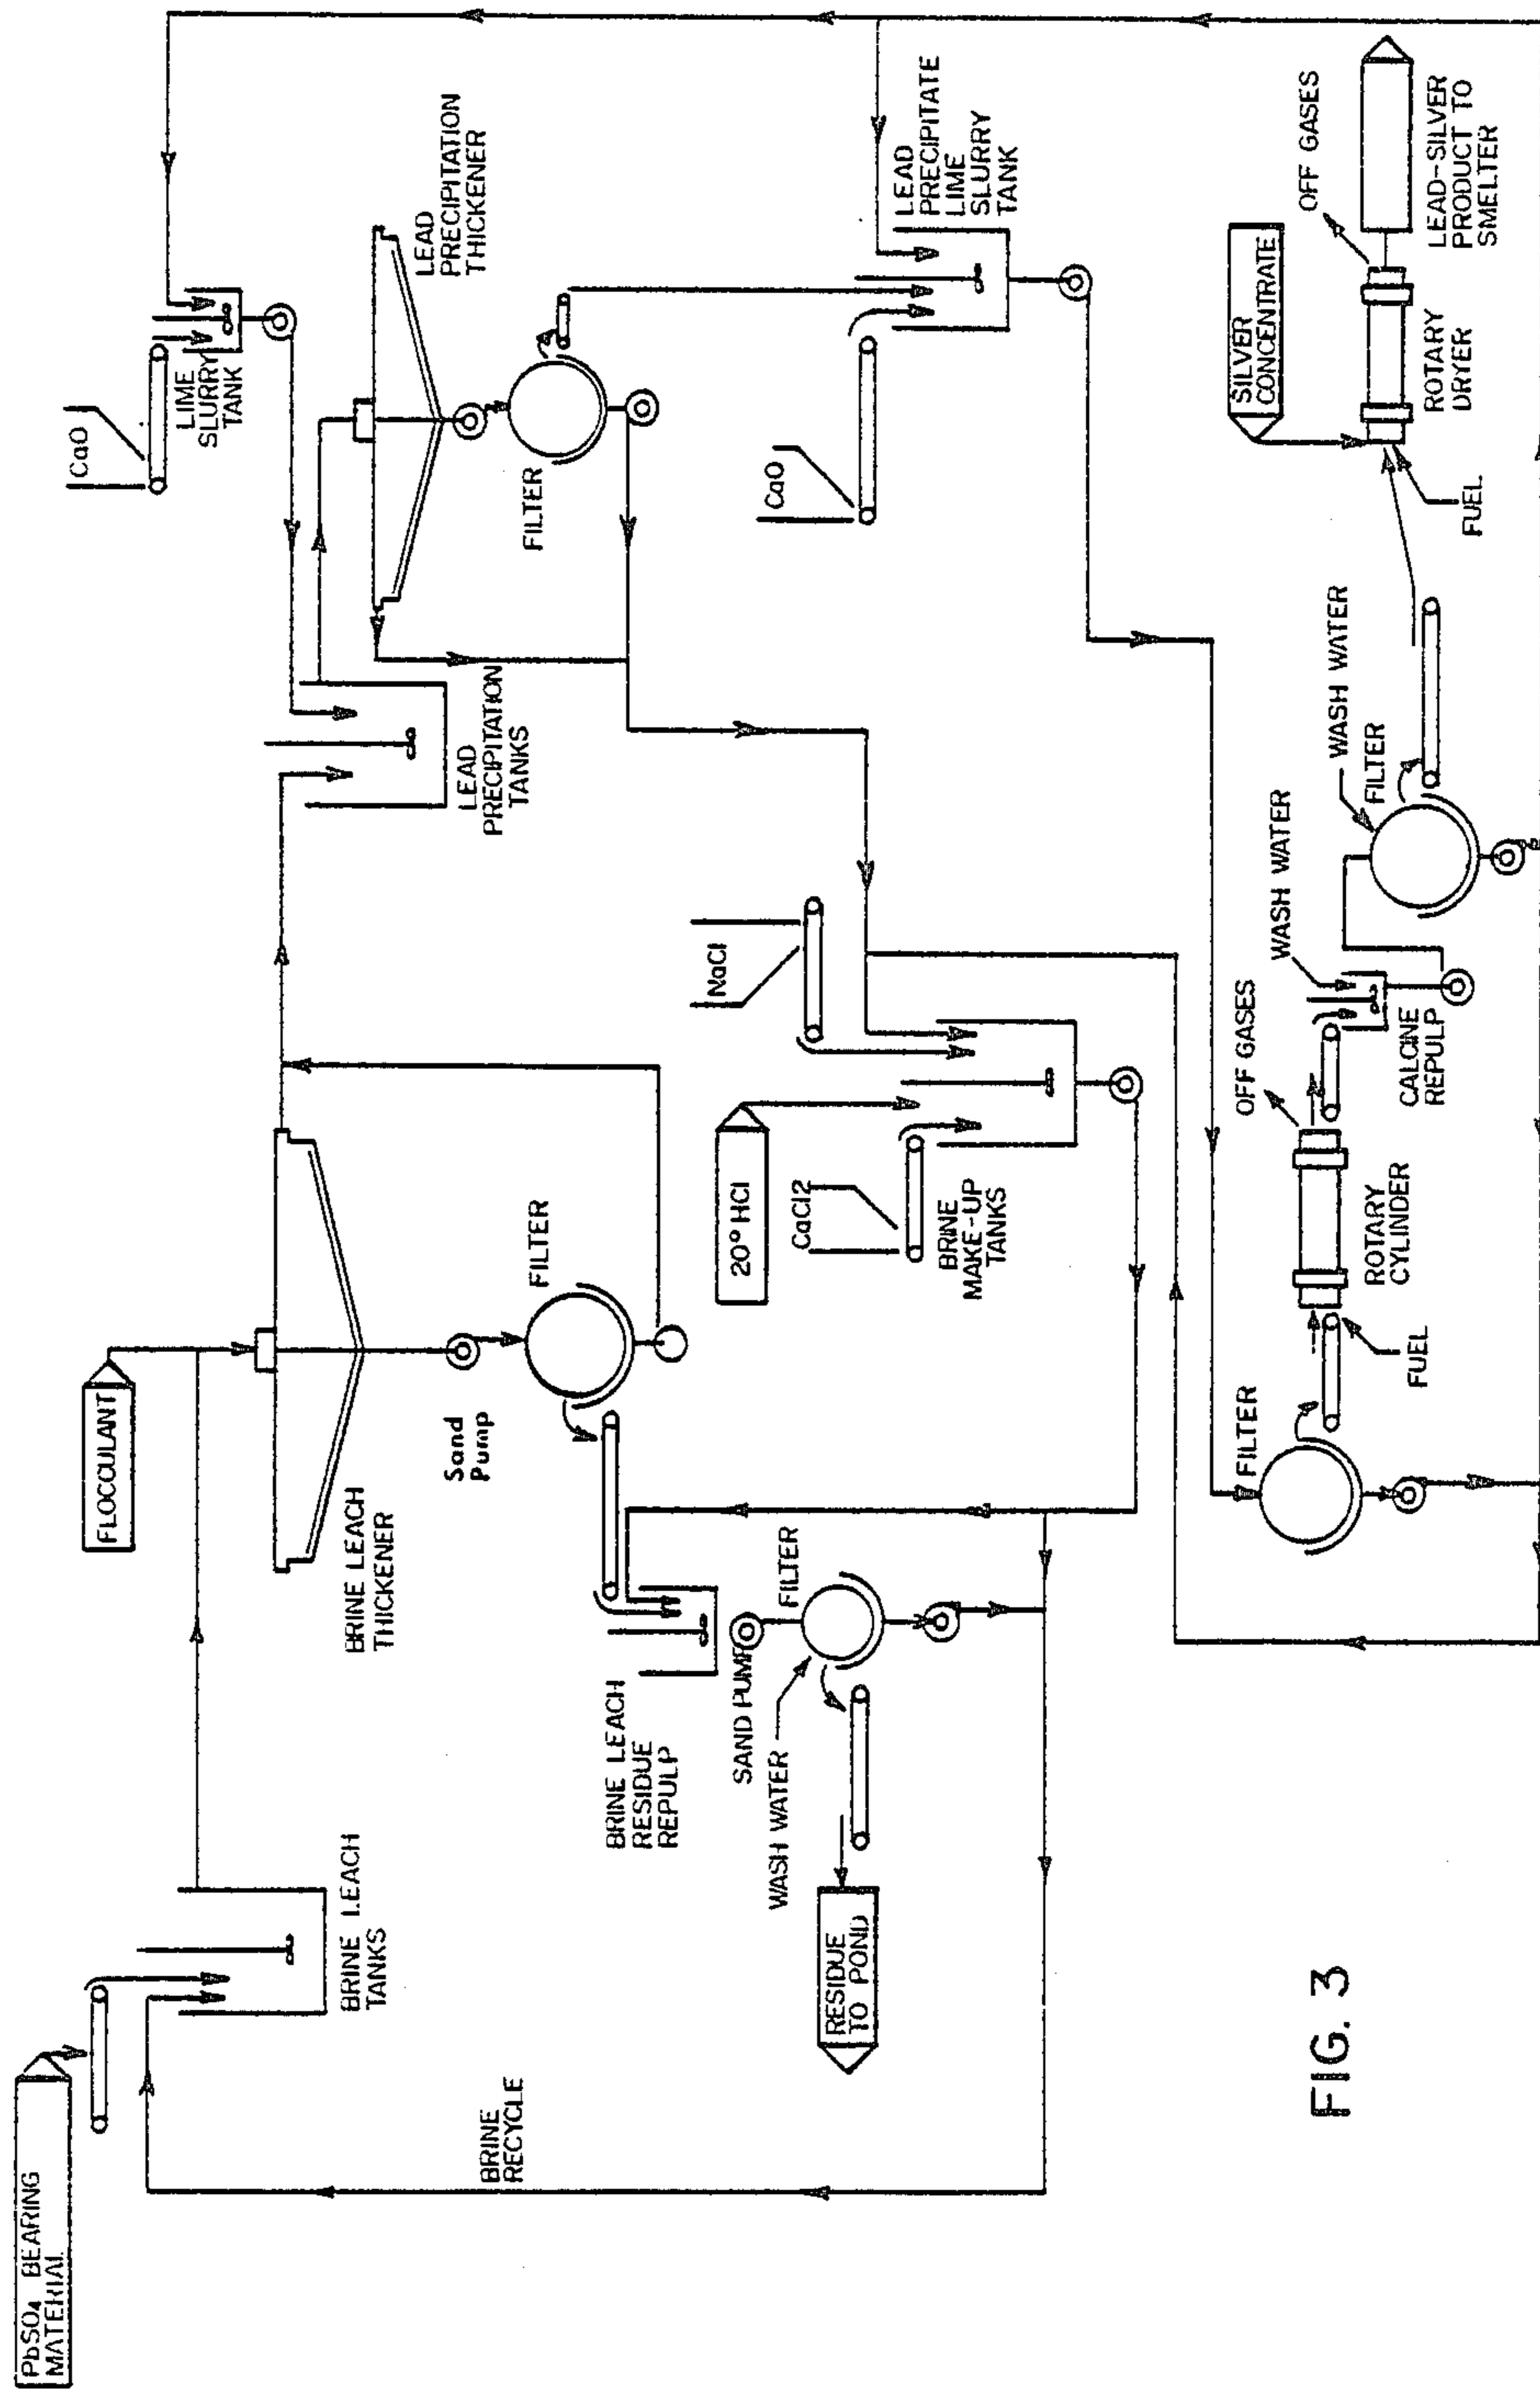 PbSO4 BEARING
MATERIAL
BRINE LEACH
TANKS
FLOCCULANT
BRINE LEACH
THICKENER
Sand
Pump
FILTER
BRINE LEACH
RESIDUE
REPULP
SAND PUMP
WASH WATER
FILTER
RESIDUE
TO POND
BRINE
RECYCLE
CaO
LIME
SLURRY
TANK
LEAD
PRECIPITATION
TANKS
LEAD
PRECIPITATION
THICKENER
FILTER
NaCl
20° HCl
CaCl2
BRINE
MAKE-UP
TANKS
CaO
LEAD
PRECIPITATE
LIME
SLURRY
TANK
FILTER
FUEL
ROTARY
CYLINDER
OFF GASES
CALCINE
REPULP
WASH WATER
FILTER
WASH WATER
FUEL
SILVER
CONCENTRATE
ROTARY
DRYER
OFF GASES
LEAD-SILVER
PRODUCT TO
SMELTER
FIG. 3